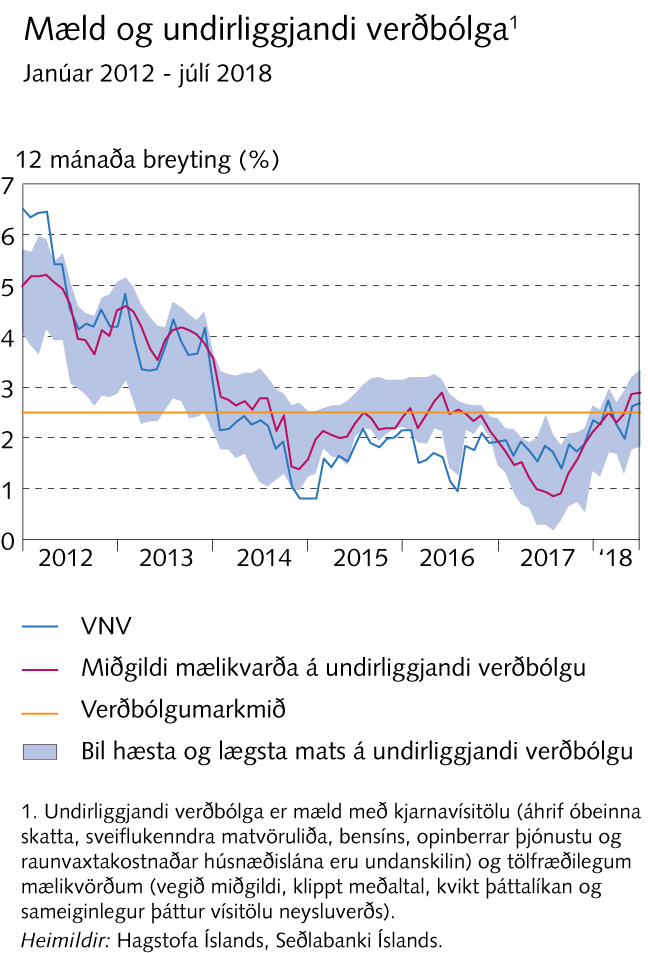 Mæld og undirliggjandi verðbólga¹
Janúar 2012 - júlí 2018
12 mánaða breyting (%)
7
6
5
4
3
2
1
0
2012 2013 2014 2015 2016 2017 '18
VNV
Miðgildi mælikvarða á undirliggjandi verðbólgu
Verðbólgumarkmið
Bil hæsta og lægsta mats á undirliggjandi verðbólgu
1. Undirliggjandi verðbólga er mæld með kjarnavísitölu (áhrif óbeinna
skatta, sveiflukenndra matvöruliða, bensíns, opinberrar þjónustu og
raunvaxtakostnaðar húsnæðislána eru undanskilin) og tölfræðilegum
mælikvörðum (vegið miðgildi, klippt meðaltal, kvikt þáttalíkan og
sameiginlegur þáttur vísitölu neysluverðs).
Heimildir: Hagstofa Íslands, Seðlabanki Íslands.